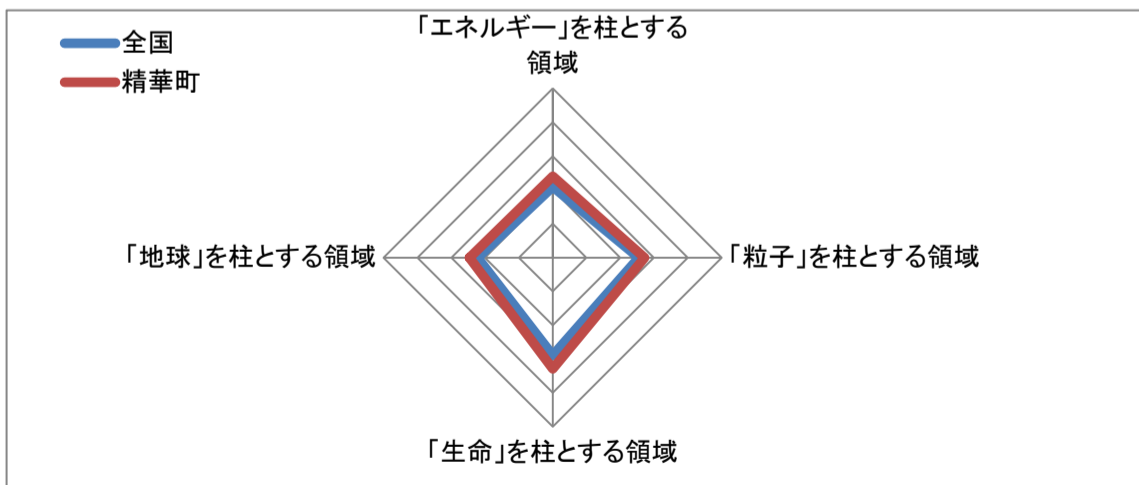 全国
精華町
「エネルギー」を柱とする
領域
「地球」を柱とする領域
「粒子」を柱とする領域
「生命」を柱とする領域